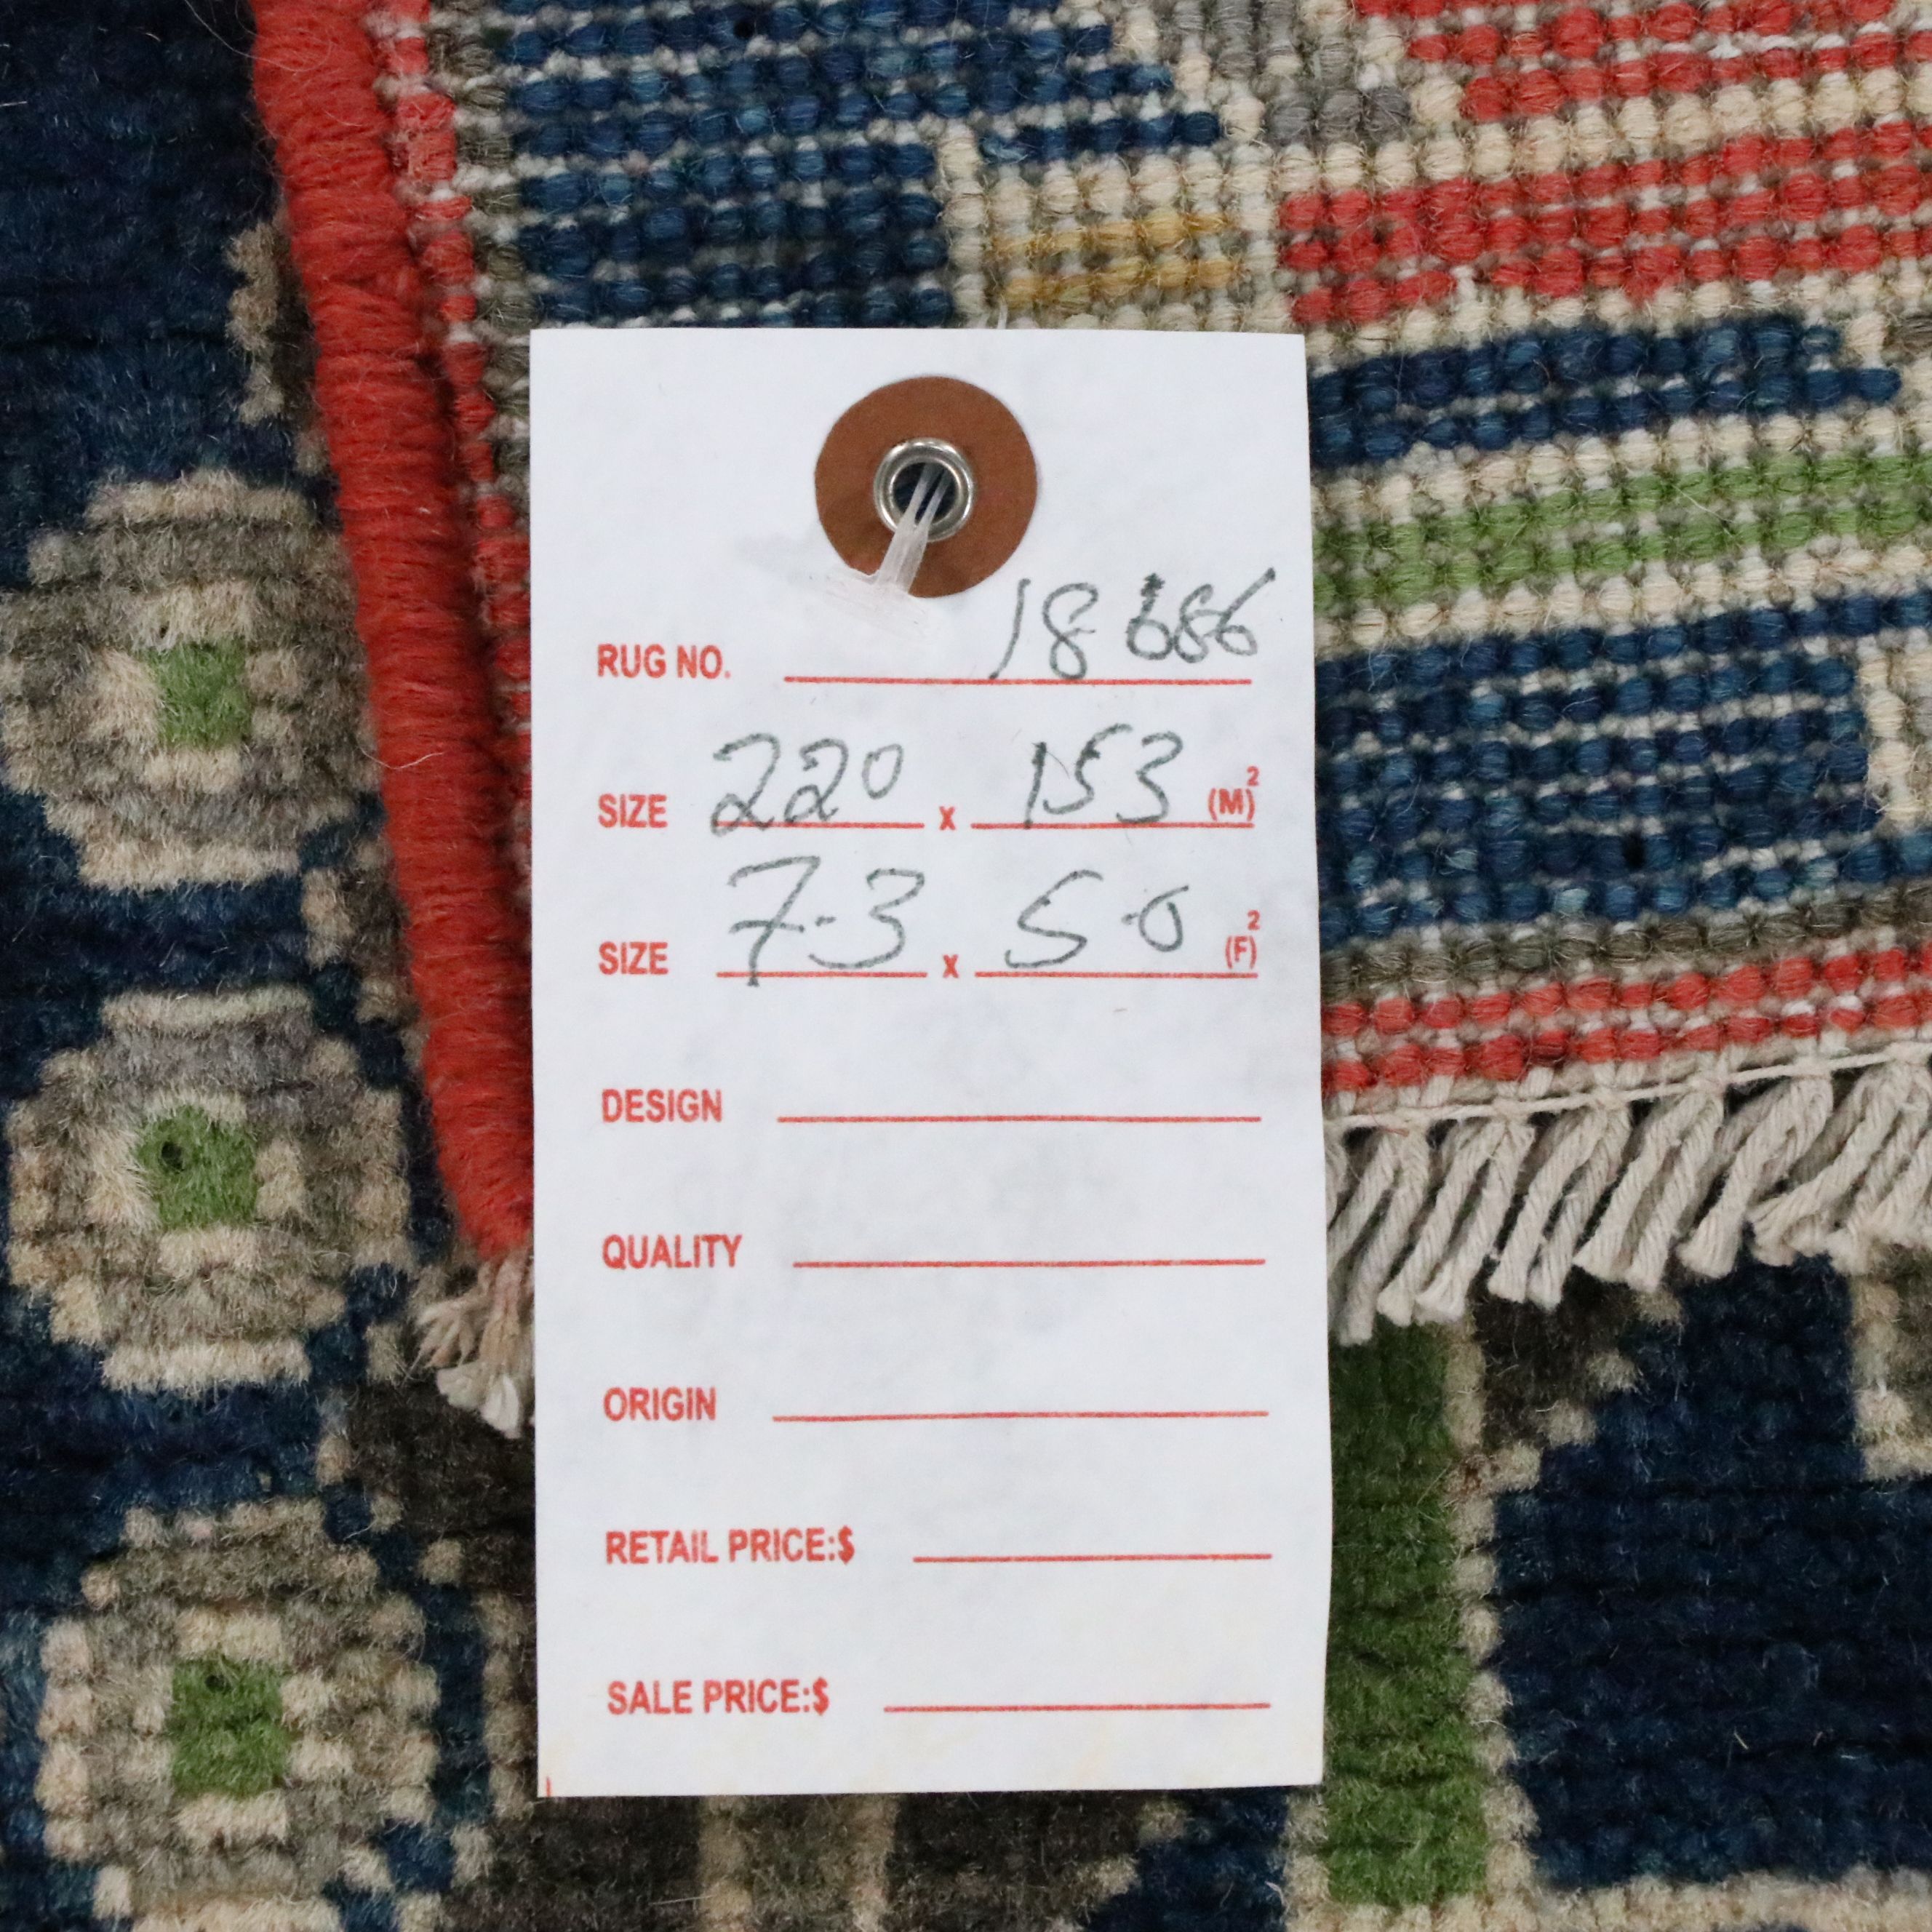 RUG NO. 18686
SIZE 220 x 153 (M)²
SIZE 7-3 x 5-0 (F)²
DESIGN
QUALITY
ORIGIN
RETAIL PRICE:$
SALE PRICE:$